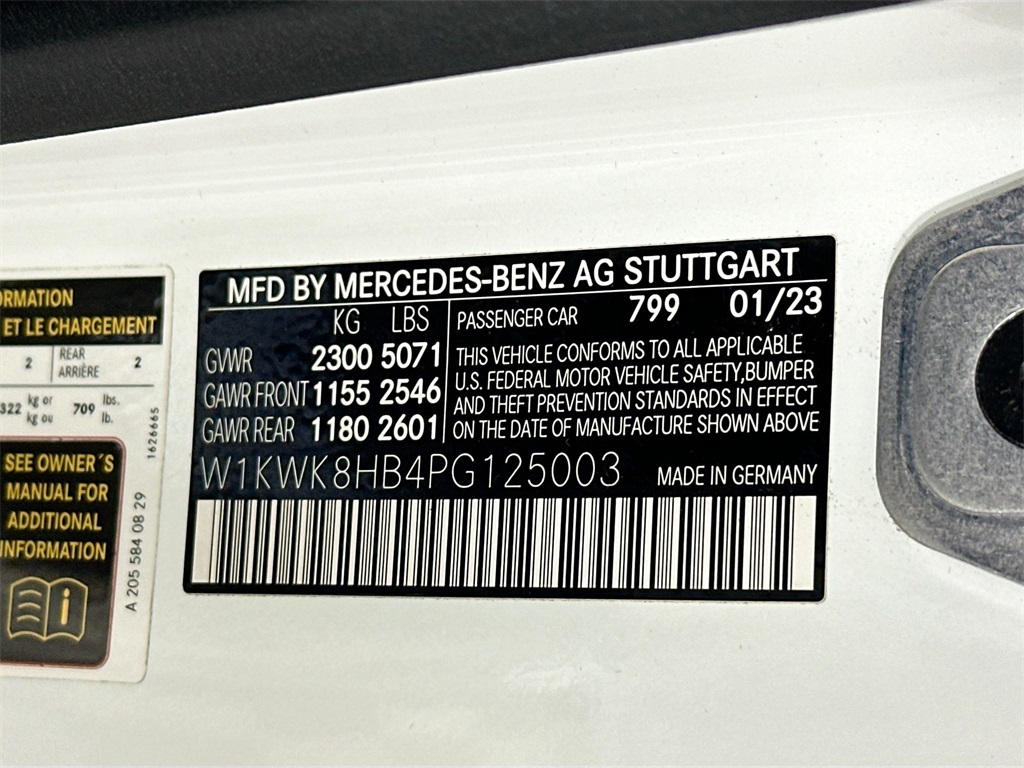 ORMATION
ET LE CHARGEMENT
2 REAR ARRIÈRE 2
322 kg or kg ou 709 lbs. lb.
1626665
SEE OWNER´S
MANUAL FOR
ADDITIONAL
INFORMATION
A 205 584 08 29
MFD BY MERCEDES-BENZ AG STUTTGART
KG LBS
GVWR 2300 5071
GAWR FRONT 1155 2546
GAWR REAR 1180 2601
PASSENGER CAR 799 01/23
THIS VEHICLE CONFORMS TO ALL APPLICABLE
U.S. FEDERAL MOTOR VEHICLE SAFETY,BUMPER
AND THEFT PREVENTION STANDARDS IN EFFECT
ON THE DATE OF MANUFACTURE SHOWN ABOVE
W1KWK8HB4PG125003 MADE IN GERMANY